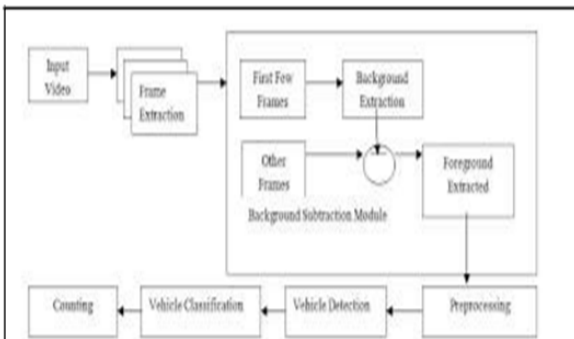 Input
Video
Frame
Extraction
First Few
Frames
Background
Extraction
Other
Frames
Foreground
Extracted
Background Subtraction Module
Counting
Vehicle Classification
Vehicle Detection
Preprocessing